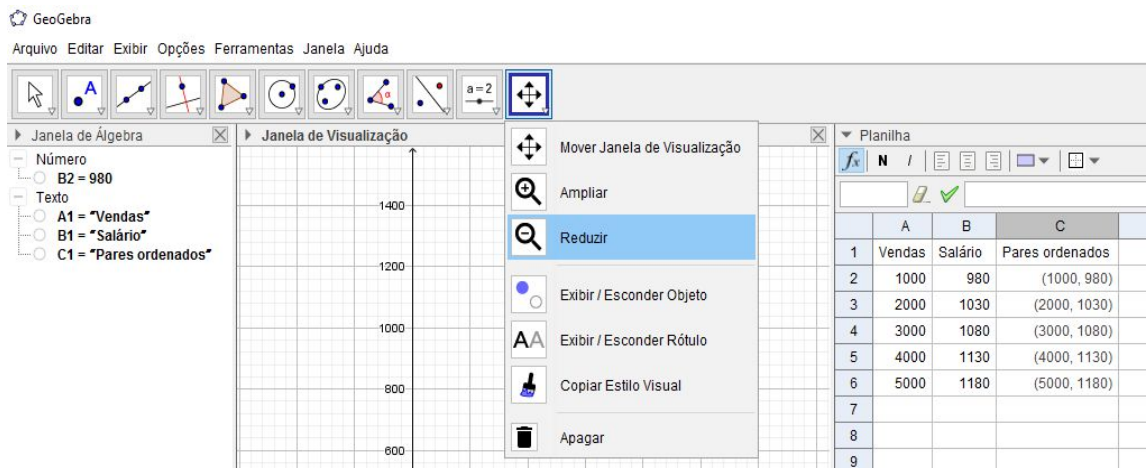 GeoGebra
Arquivo Editar Exibir Opções Ferramentas Janela Ajuda
A
α
a=2
Janela de Álgebra
Número
B2 = 980
Texto
A1 = "Vendas"
B1 = "Salário"
C1 = "Pares ordenados"
Janela de Visualização
1400
1200
1000
800
600
Mover Janela de Visualização
Ampliar
Reduzir
Exibir / Esconder Objeto
AA Exibir / Esconder Rótulo
Copiar Estilo Visual
Apagar
Planilha
fx N I
A B C
1 Vendas Salário Pares ordenados
2 1000 980 (1000, 980)
3 2000 1030 (2000, 1030)
4 3000 1080 (3000, 1080)
5 4000 1130 (4000, 1130)
6 5000 1180 (5000, 1180)
7
8
9